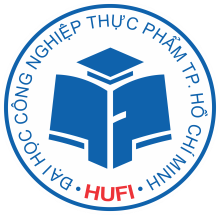 ĐẠI HỌC CÔNG NGHIỆP THỰC PHẨM TP. HỒ CHÍ MINH
HUFI